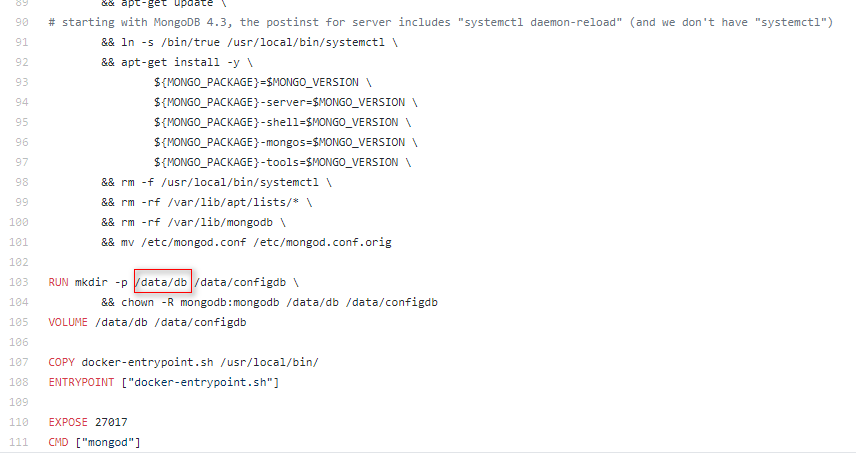 89 && apt-get update \
90 # starting with MongoDB 4.3, the postinst for server includes "systemctl daemon-reload" (and we don't have "systemctl")
91 && ln -s /bin/true /usr/local/bin/systemctl \
92 && apt-get install -y \
93 ${MONGO_PACKAGE}=$MONGO_VERSION \
94 ${MONGO_PACKAGE}-server=$MONGO_VERSION \
95 ${MONGO_PACKAGE}-shell=$MONGO_VERSION \
96 ${MONGO_PACKAGE}-mongos=$MONGO_VERSION \
97 ${MONGO_PACKAGE}-tools=$MONGO_VERSION \
98 && rm -f /usr/local/bin/systemctl \
99 && rm -rf /var/lib/apt/lists/* \
100 && rm -rf /var/lib/mongodb \
101 && mv /etc/mongod.conf /etc/mongod.conf.orig
102
103 RUN mkdir -p /data/db /data/configdb \
104 && chown -R mongodb:mongodb /data/db /data/configdb
105 VOLUME /data/db /data/configdb
106
107 COPY docker-entrypoint.sh /usr/local/bin/
108 ENTRYPOINT ["docker-entrypoint.sh"]
109
110 EXPOSE 27017
111 CMD ["mongod"]